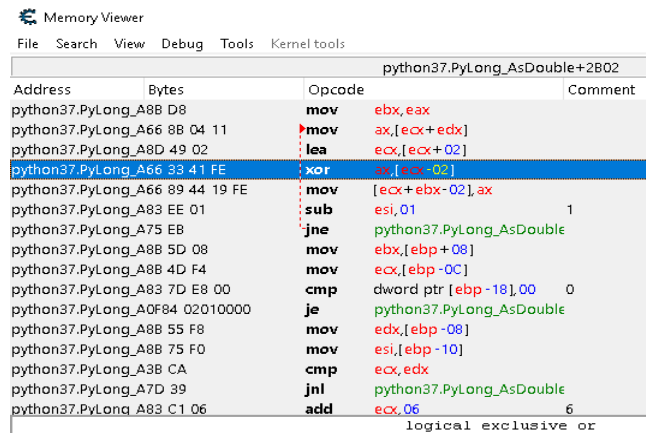 Memory Viewer
File Search View Debug Tools Kernel tools
python37.PyLong_AsDouble+2B02
Address Bytes Opcode Comment
python37.PyLong_A8B D8 mov ebx,eax
python37.PyLong_A66 8B 04 11 mov ax,[ecx+edx]
python37.PyLong_A8D 49 02 lea ecx,[ecx+02]
python37.PyLong_A66 33 41 FE xor ax,[ecx-02]
python37.PyLong_A66 89 44 19 FE mov [ecx+ebx-02],ax
python37.PyLong_A83 EE 01 sub esi,01 1
python37.PyLong_A75 EB jne python37.PyLong_AsDouble
python37.PyLong_A8B 5D 08 mov ebx,[ebp+08]
python37.PyLong_A8B 4D F4 mov ecx,[ebp-0C]
python37.PyLong_A83 7D E8 00 cmp dword ptr [ebp-18],00 0
python37.PyLong_A0F84 02010000 je python37.PyLong_AsDouble
python37.PyLong_A8B 55 F8 mov edx,[ebp-08]
python37.PyLong_A8B 75 F0 mov esi,[ebp-10]
python37.PyLong_A3B CA cmp ecx,edx
python37.PyLong_A7D 39 jnl python37.PyLong_AsDouble
python37.PyLong_A83 C1 06 add ecx,06 6
logical exclusive or